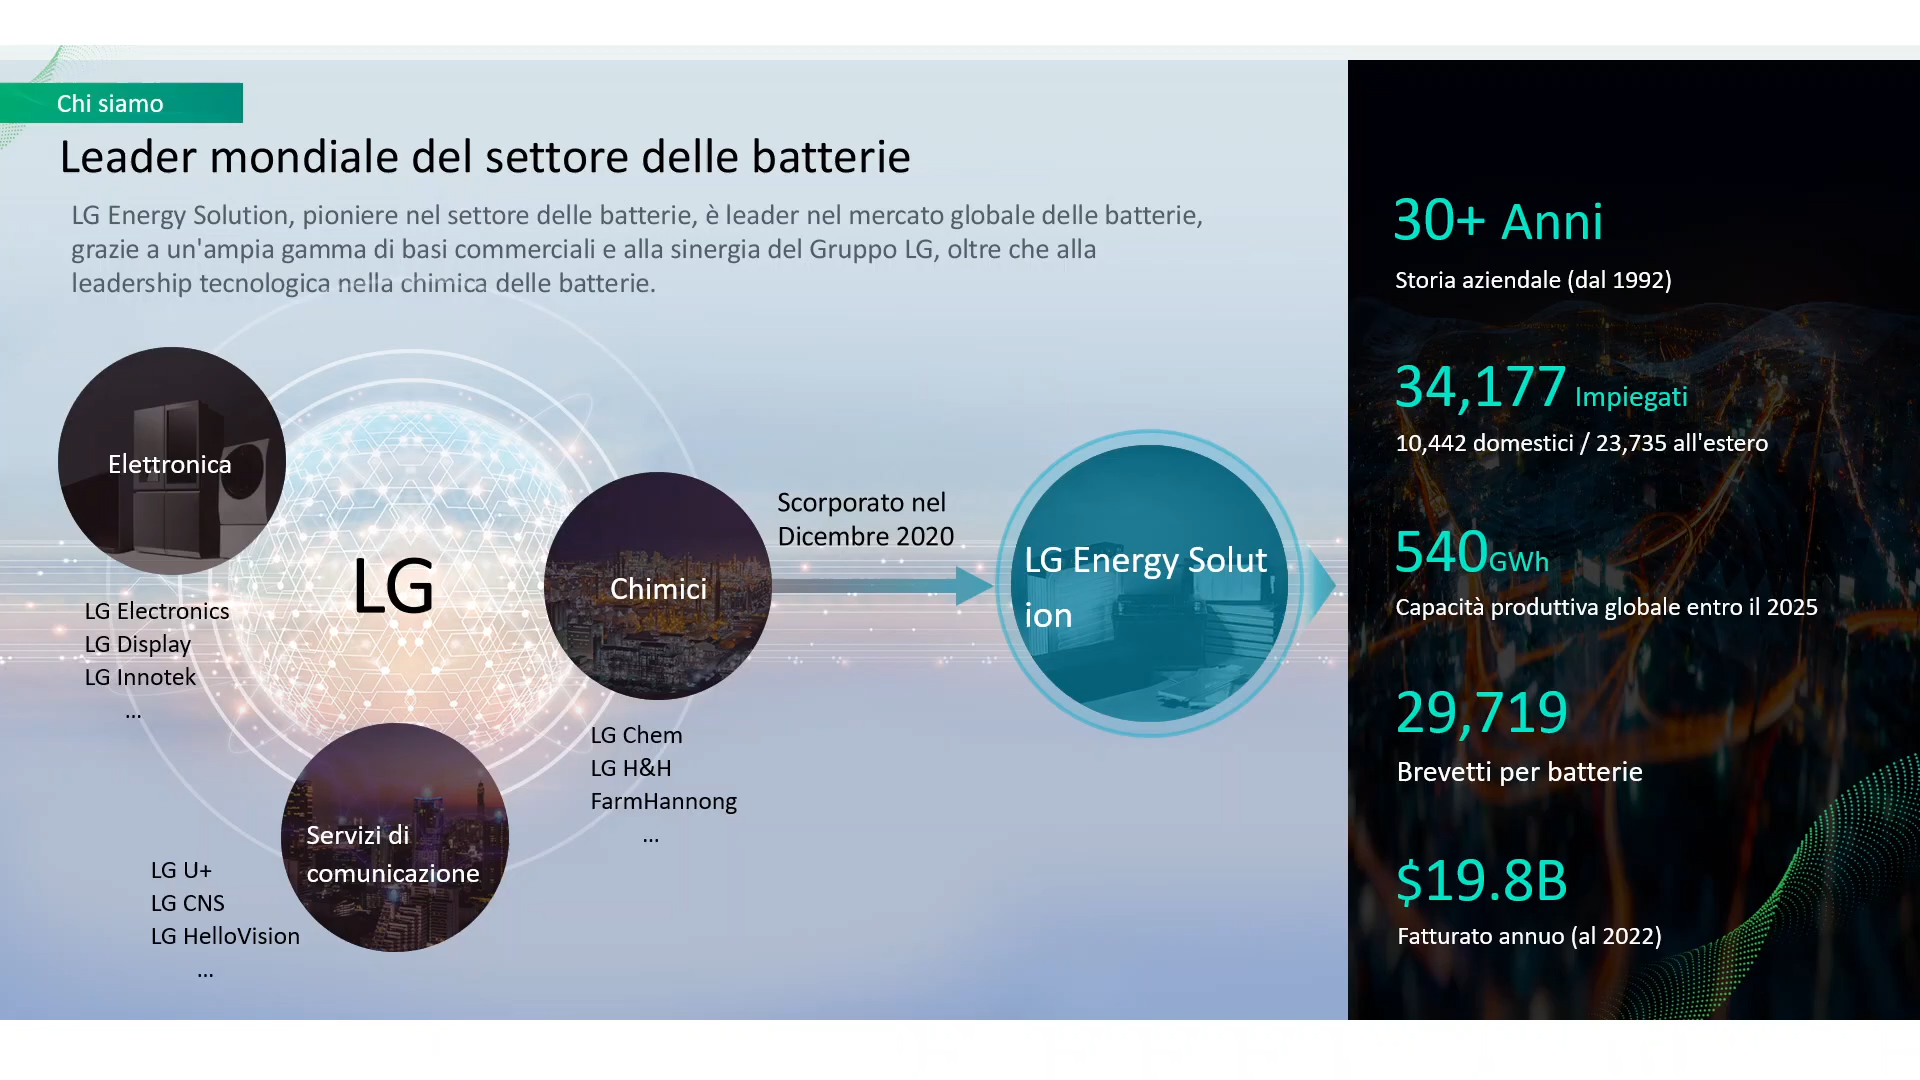 Chi siamo
Leader mondiale del settore delle batterie
LG Energy Solution, pioniere nel settore delle batterie, è leader nel mercato globale delle batterie,
grazie a un'ampia gamma di basi commerciali e alla sinergia del Gruppo LG, oltre che alla
leadership tecnologica nella chimica delle batterie.
Elettronica
LG Electronics
LG Display
LG Innotek
...
LG
Chimici
LG Chem
LG H&H
FarmHannong
...
Servizi di
comunicazione
LG U+
LG CNS
LG HelloVision
...
Scorporato nel
Dicembre 2020
LG Energy Solut
ion
30+ Anni
Storia aziendale (dal 1992)
34,177 Impiegati
10,442 domestici / 23,735 all'estero
540GWh
Capacità produttiva globale entro il 2025
29,719
Brevetti per batterie
$19.8B
Fatturato annuo (al 2022)